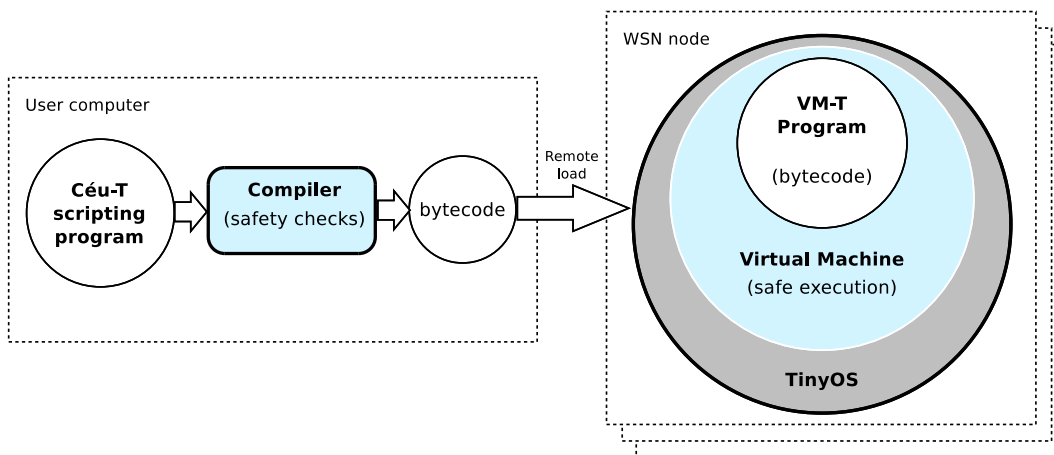 User computer
Céu-T
scripting
program
Compiler
(safety checks)
bytecode
Remote
load
WSN node
VM-T
Program
(bytecode)
Virtual Machine
(safe execution)
TinyOS